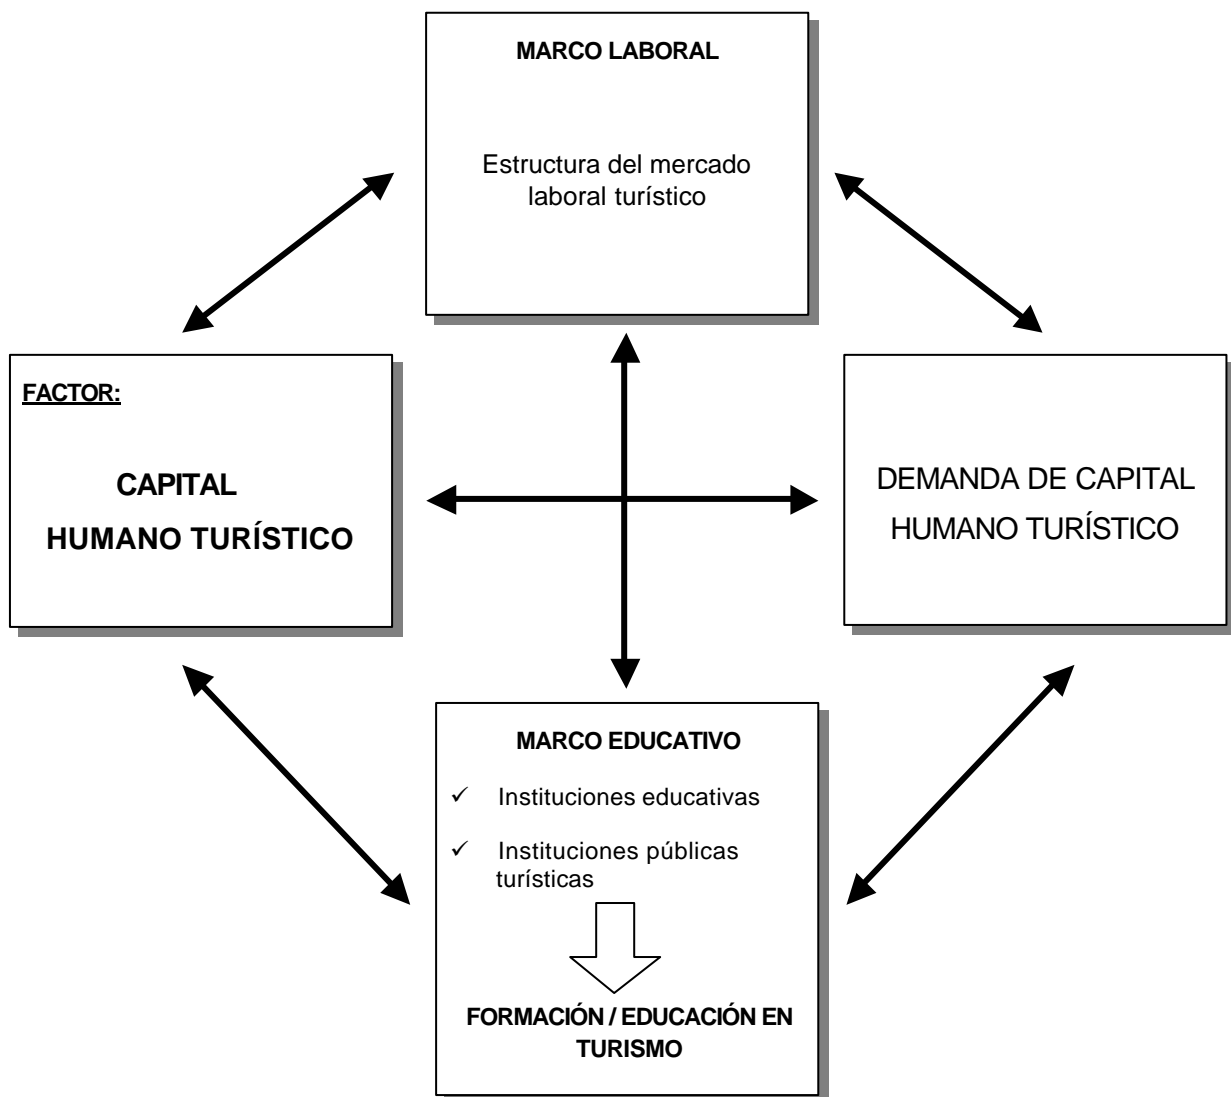 MARCO LABORAL
Estructura del mercado
laboral turístico
FACTOR:
CAPITAL
HUMANO TURÍSTICO
DEMANDA DE CAPITAL
HUMANO TURÍSTICO
MARCO EDUCATIVO
✓ Instituciones educativas
✓ Instituciones públicas
turísticas
FORMACIÓN / EDUCACIÓN EN
TURISMO